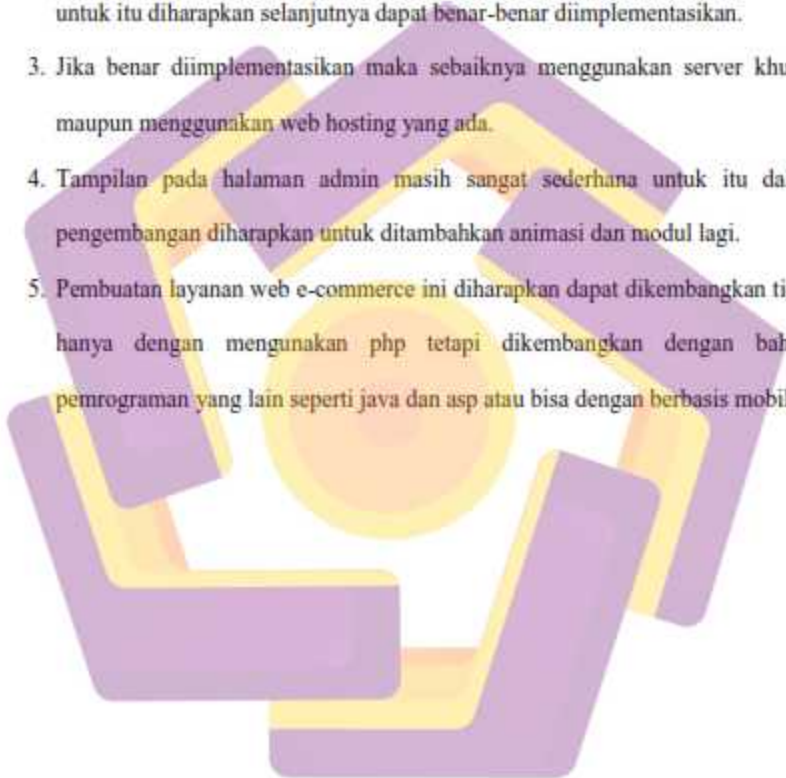 untuk itu diharapkan selanjutnya dapat benar-benar diimplementasikan.
3. Jika benar diimplementasikan maka sebaiknya menggunakan server khu
maupun menggunakan web hosting yang ada.
4. Tampilan pada halaman admin masih sangat sederhana untuk itu da
pengembangan diharapkan untuk ditambahkan animasi dan modul lagi.
5. Pembuatan layanan web e-commerce ini diharapkan dapat dikembangkan ti
hanya dengan mengunakan php tetapi dikembangkan dengan bah
pemrograman yang lain seperti java dan asp atau bisa dengan berbasis mobil